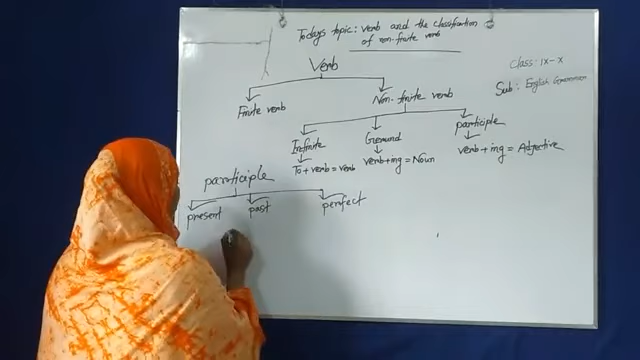 Todays topic: verb and the classification
of non-finite verb
Class: IX-X
Sub: English Grammar
Verb
Finite verb
Non-finite verb
Infinite
Geround
participle
To + verb = verb
verb+ing = Noun
verb+ing = Adjective
participle
present
past
perfect